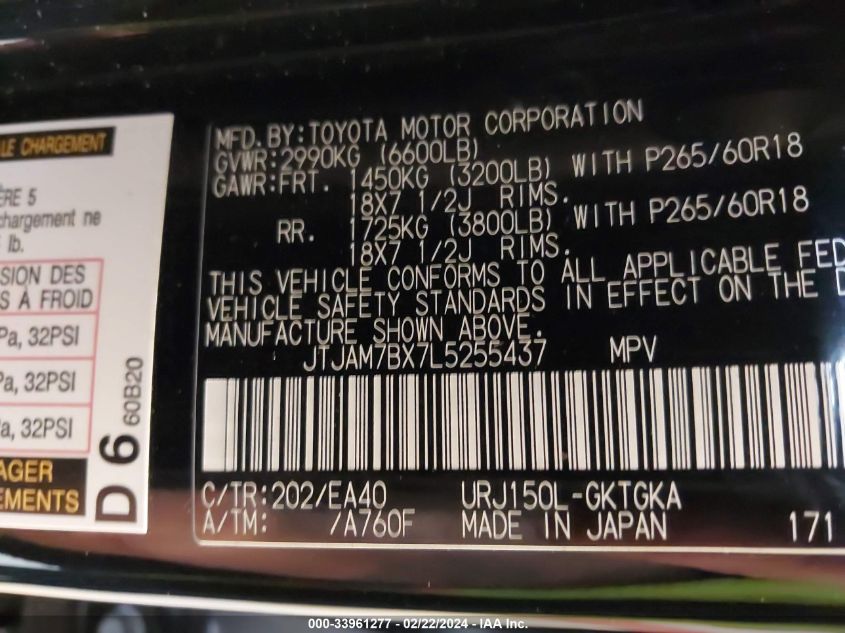 LE CHARGEMENT
ÈRE 5
chargement ne
lb.
SION DES
S À FROID
Pa, 32PSI
Pa, 32PSI
a, 32PSI
AGER
EMENTS
D 6 60B20
MFD. BY:TOYOTA MOTOR CORPORATION
GVWR:2990KG (6600LB)
GAWR:FRT. 1450KG (3200LB) WITH P265/60R18
18X7 1/2J RIMS.
RR. 1725KG (3800LB) WITH P265/60R18
18X7 1/2J RIMS.
THIS VEHICLE CONFORMS TO ALL APPLICABLE FED
VEHICLE SAFETY STANDARDS IN EFFECT ON THE D
MANUFACTURE SHOWN ABOVE.
JTJAM7BX7L5255437 MPV
C/TR:202/EA40 URJ150L-GKTGKA
A/TM: /A760F MADE IN JAPAN 171
000-33961277 - 02/22/2024 - IAA Inc.